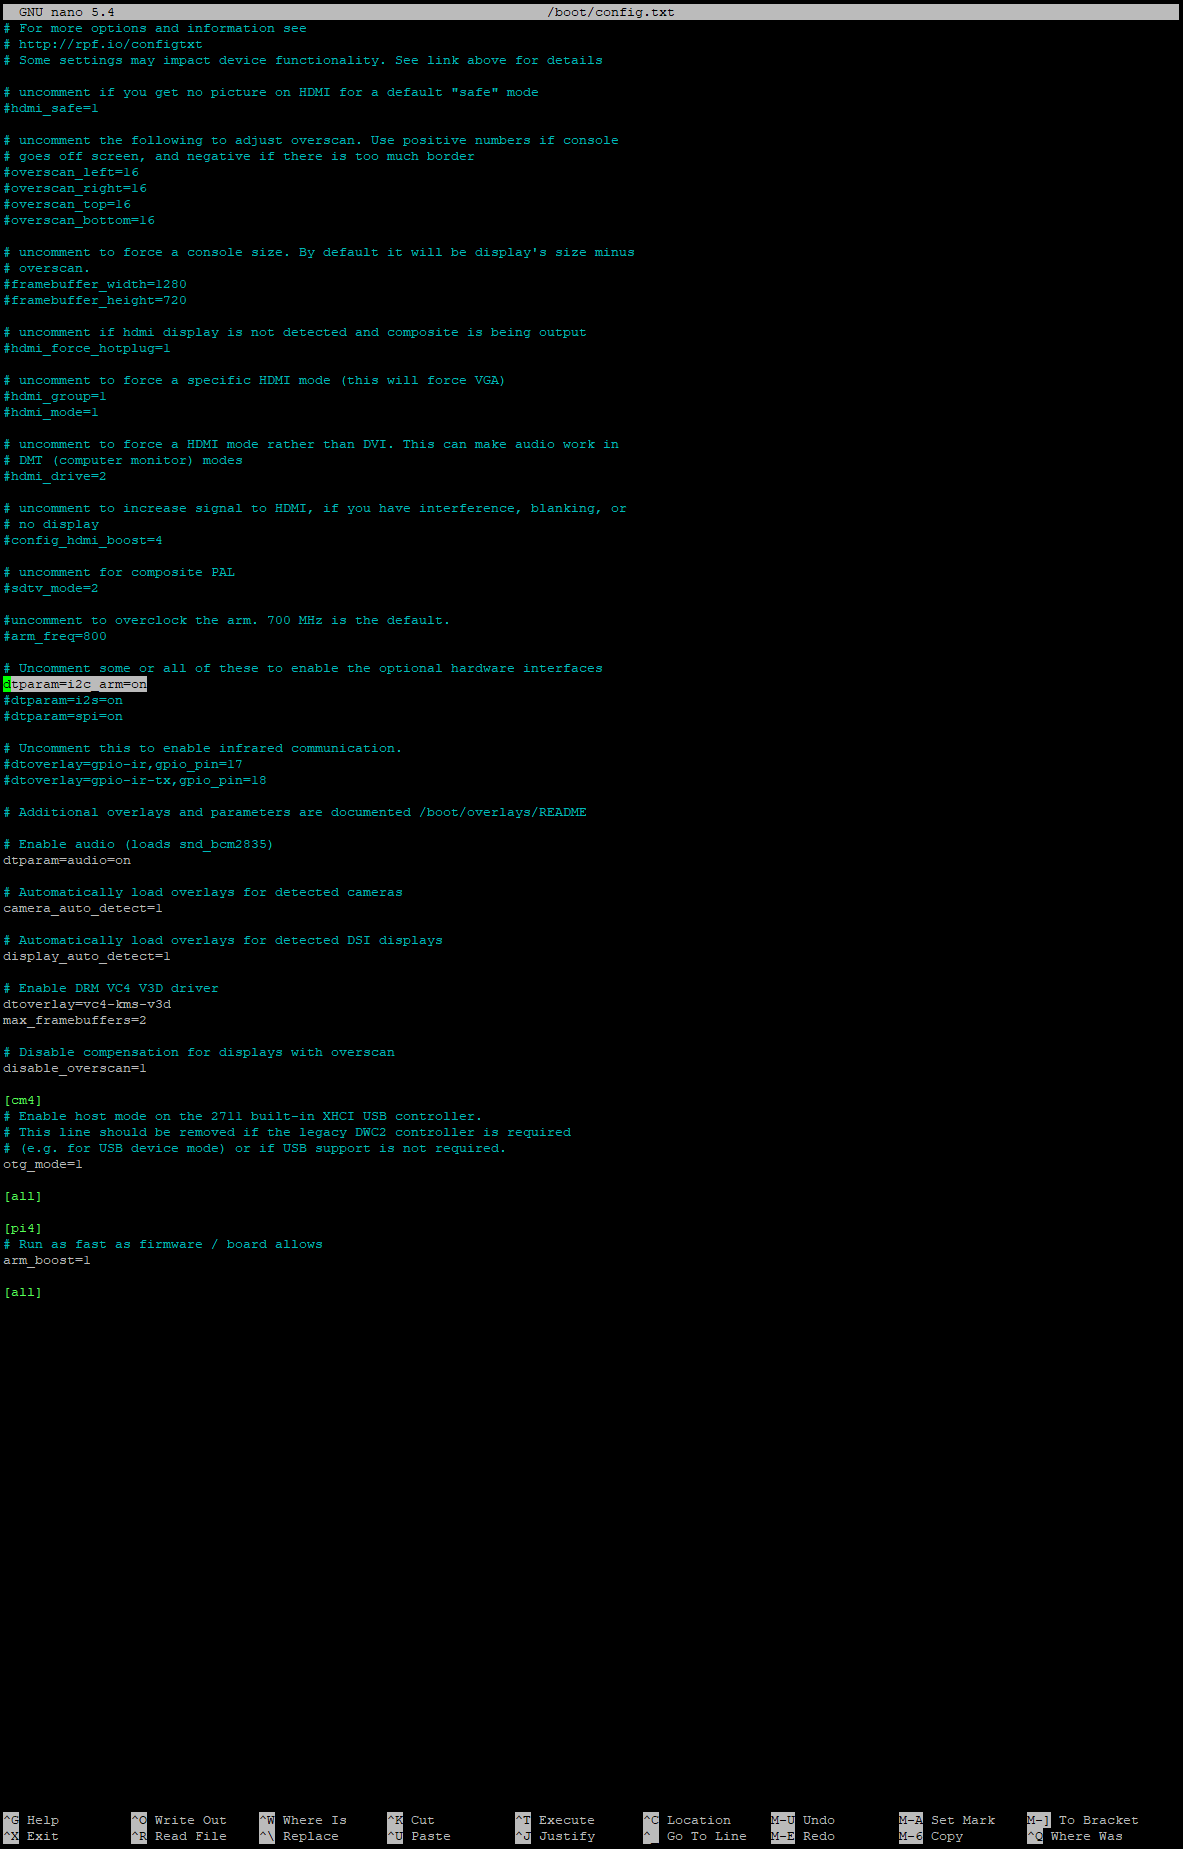 GNU nano 5.4 /boot/config.txt
# For more options and information see
# http://rpf.io/configtxt
# Some settings may impact device functionality. See link above for details
# uncomment if you get no picture on HDMI for a default "safe" mode
#hdmi_safe=1
# uncomment the following to adjust overscan. Use positive numbers if console
# goes off screen, and negative if there is too much border
#overscan_left=16
#overscan_right=16
#overscan_top=16
#overscan_bottom=16
# uncomment to force a console size. By default it will be display's size minus
# overscan.
#framebuffer_width=1280
#framebuffer_height=720
# uncomment if hdmi display is not detected and composite is being output
#hdmi_force_hotplug=1
# uncomment to force a specific HDMI mode (this will force VGA)
#hdmi_group=1
#hdmi_mode=1
# uncomment to force a HDMI mode rather than DVI. This can make audio work in
# DMT (computer monitor) modes
#hdmi_drive=2
# uncomment to increase signal to HDMI, if you have interference, blanking, or
# no display
#config_hdmi_boost=4
# uncomment for composite PAL
#sdtv_mode=2
#uncomment to overclock the arm. 700 MHz is the default.
#arm_freq=800
# Uncomment some or all of these to enable the optional hardware interfaces
dtparam=i2c_arm=on
#dtparam=i2s=on
#dtparam=spi=on
# Uncomment this to enable infrared communication.
#dtoverlay=gpio-ir,gpio_pin=17
#dtoverlay=gpio-ir-tx,gpio_pin=18
# Additional overlays and parameters are documented /boot/overlays/README
# Enable audio (loads snd_bcm2835)
dtparam=audio=on
# Automatically load overlays for detected cameras
camera_auto_detect=1
# Automatically load overlays for detected DSI displays
display_auto_detect=1
# Enable DRM VC4 V3D driver
dtoverlay=vc4-kms-v3d
max_framebuffers=2
# Disable compensation for displays with overscan
disable_overscan=1
[cm4]
# Enable host mode on the 2711 built-in XHCI USB controller.
# This line should be removed if the legacy DWC2 controller is required
# (e.g. for USB device mode) or if USB support is not required.
otg_mode=1
[all]
[pi4]
# Run as fast as firmware / board allows
arm_boost=1
[all]
^G Help ^O Write Out ^W Where Is ^K Cut ^T Execute ^C Location M-U Undo M-A Set Mark M-] To Bracket
^X Exit ^R Read File ^\ Replace ^U Paste ^J Justify ^_ Go To Line M-E Redo M-6 Copy ^Q Where Was